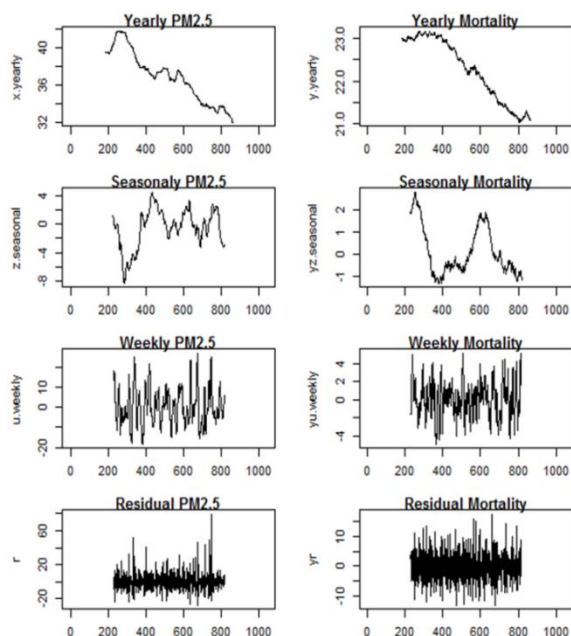 Yearly PM2.5
x.yearly
32 36 40
0 200 400 600 800 1000
Yearly Mortality
y.yearly
21.0 22.0 23.0
0 200 400 600 800 1000
Seasonaly PM2.5
z.seasonal
-8 -4 0 4
0 200 400 600 800 1000
Seasonaly Mortality
yz.seasonal
-1 0 1 2
0 200 400 600 800 1000
Weekly PM2.5
u.weekly
-20 0 10
0 200 400 600 800 1000
Weekly Mortality
yu.weekly
-4 0 2 4
0 200 400 600 800 1000
Residual PM2.5
r
-20 20 60
0 200 400 600 800 1000
Residual Mortality
yr
-10 0 10
0 200 400 600 800 1000